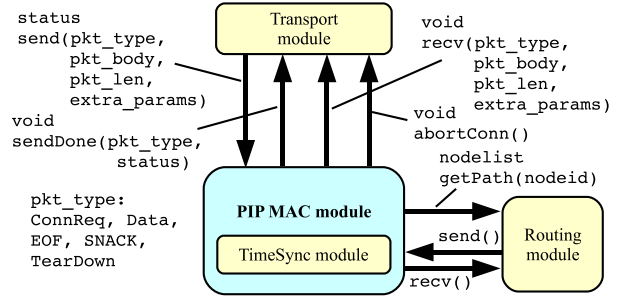 status
send(pkt_type,
pkt_body,
pkt_len,
extra_params)
Transport
module
void
recv(pkt_type,
pkt_body,
pkt_len,
extra_params)
void
sendDone(pkt_type,
status)
void
abortConn()
nodelist
getPath(nodeid)
pkt_type:
ConnReq, Data,
EOF, SNACK,
TearDown
PIP MAC module
TimeSync module
send()
recv()
Routing
module